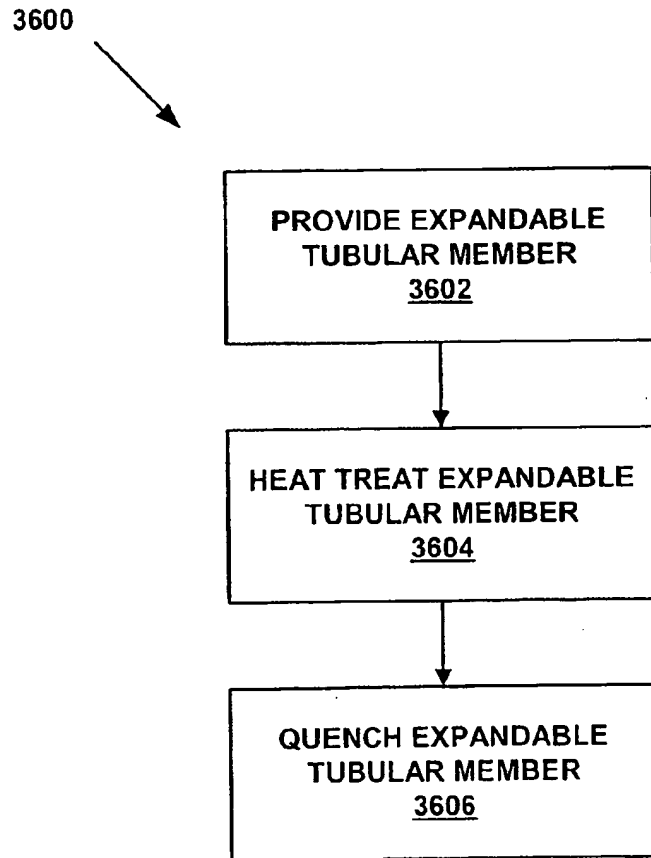 3600
PROVIDE EXPANDABLE
TUBULAR MEMBER
3602
HEAT TREAT EXPANDABLE
TUBULAR MEMBER
3604
QUENCH EXPANDABLE
TUBULAR MEMBER
3606